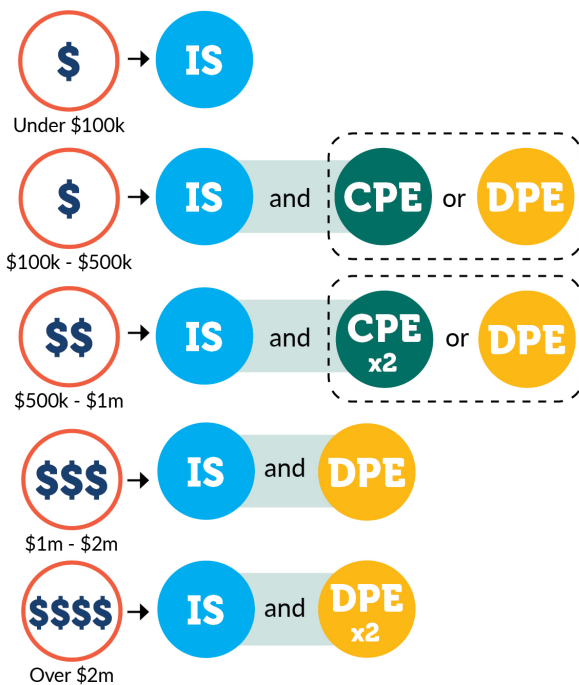 $
IS
Under $100k
$
IS and CPE or DPE
$100k - $500k
$$
IS and CPE x2 or DPE
$500k - $1m
$$$
IS and DPE
$1m - $2m
$$$$
IS and DPE x2
Over $2m